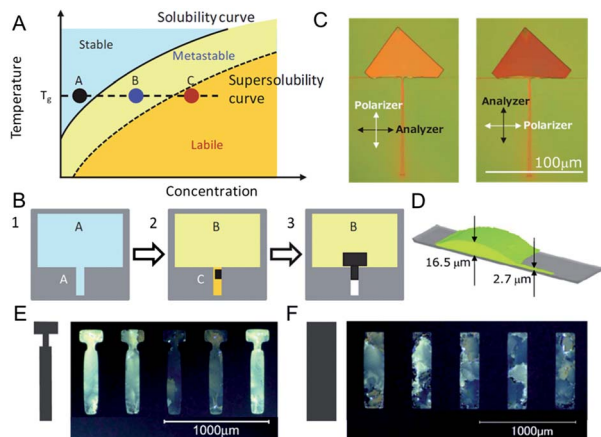 A
Solubility curve
Stable
Metastable
A
B
C
Supersolubility
curve
Tg
Labile
Temperature
Concentration
B
1
A
A
2
B
C
3
B
C
Polarizer
Analyzer
Analyzer
Polarizer
100μm
D
16.5 μm
2.7 μm
E
1000μm
F
1000μm